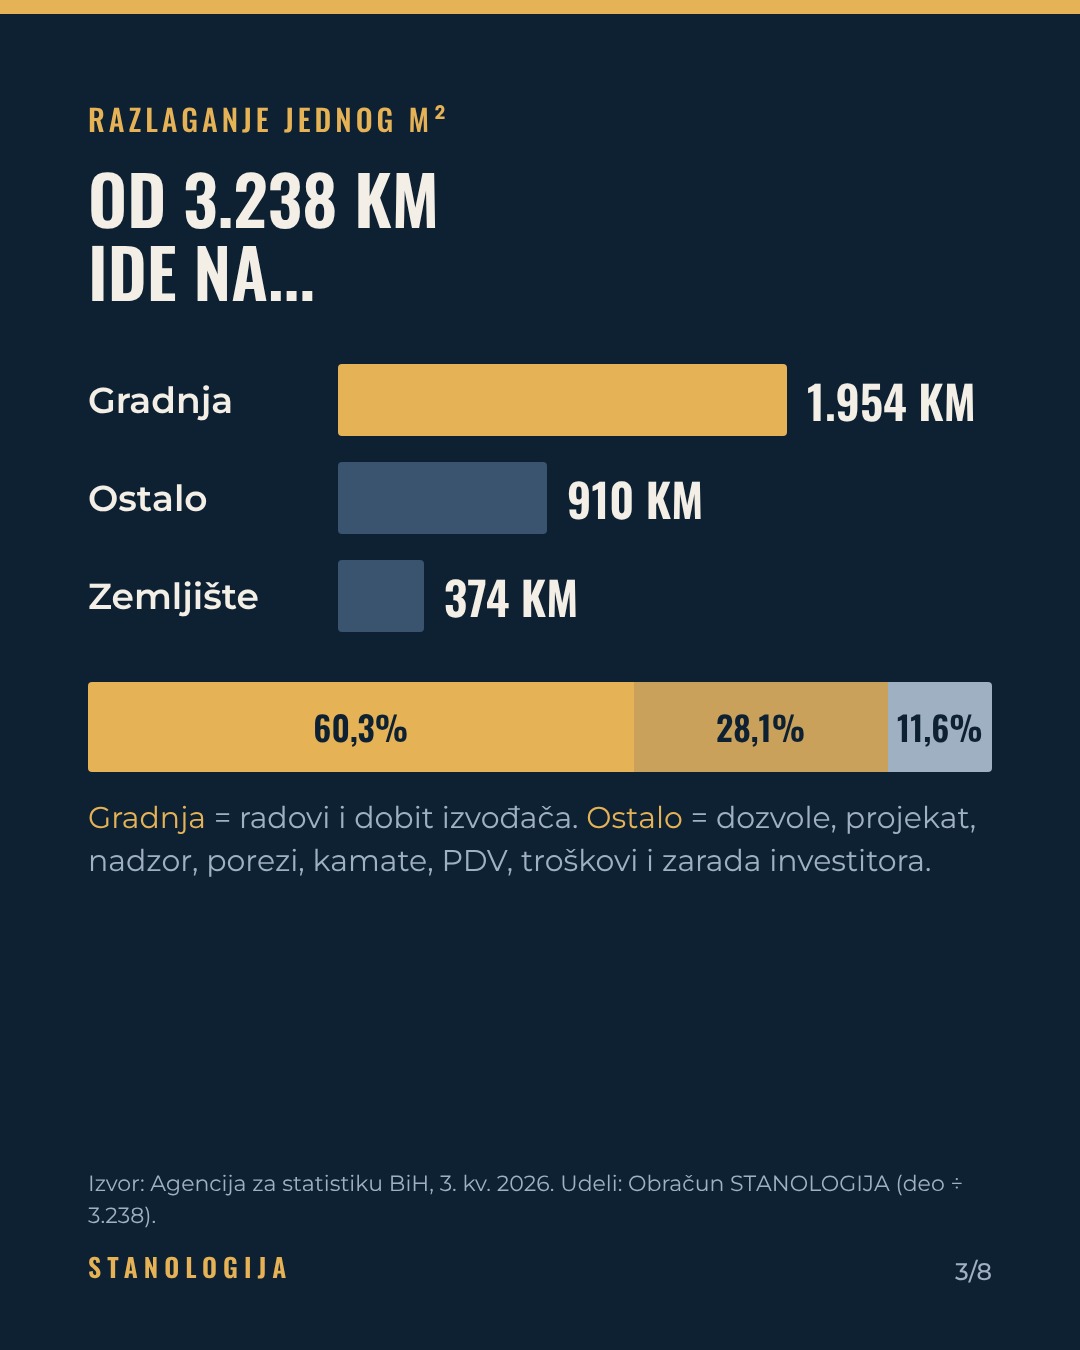 RAZLAGANJE JEDNOG M²
OD 3.238 KM
IDE NA...
Gradnja
1.954 KM
Ostalo
910 KM
Zemljište
374 KM
60,3%
28,1%
11,6%
Gradnja = radovi i dobit izvođača. Ostalo = dozvole, projekat,
nadzor, porezi, kamate, PDV, troškovi i zarada investitora.
Izvor: Agencija za statistiku BiH, 3. kv. 2026. Udeli: Obračun STANOLOGIJA (deo ÷
3.238).
STANOLOGIJA
3/8